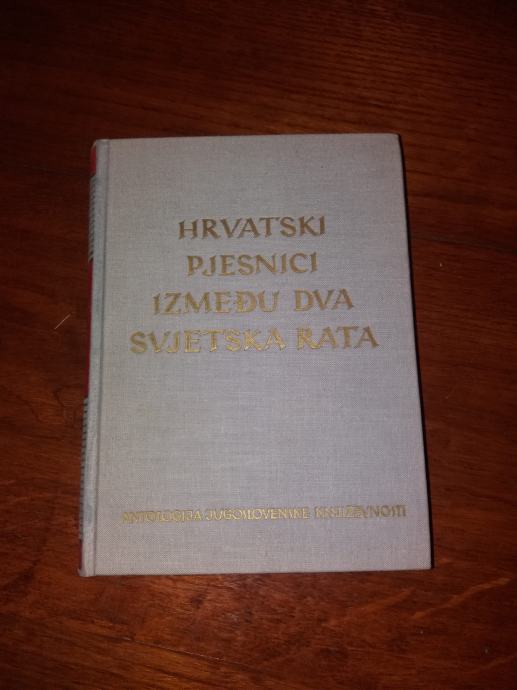 HRVATSKI
PJESNICI
IZMEĐU DVA
SVJETSKA RATA
ANTOLOGIJA JUGOSLOVENSKE KNJIŽEVNOSTI